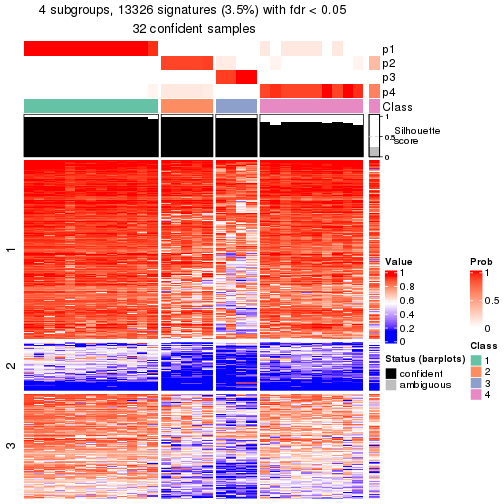 4 subgroups, 13326 signatures (3.5%) with fdr < 0.05
32 confident samples
p1
p2
p3
p4
Class
1
0.5
0
Silhouette
score
1
2
3
Value
1
0.8
0.6
0.4
0.2
0
Status (barplots)
confident
ambiguous
Prob
1
0.5
0
Class
1
2
3
4